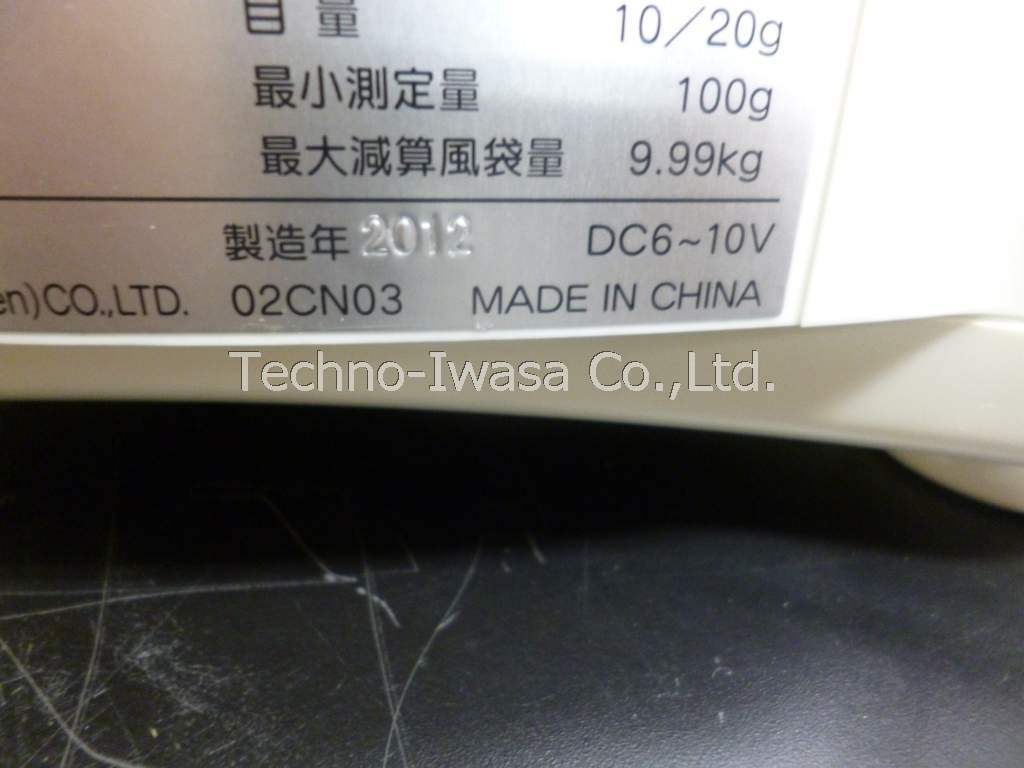 目量 10／20g
最小測定量 100g
最大減算風袋量 9.99kg
製造年 2012 DC6~10V
en)CO.,LTD. 02CN03 MADE IN CHINA
Techno-Iwasa Co.,Ltd.